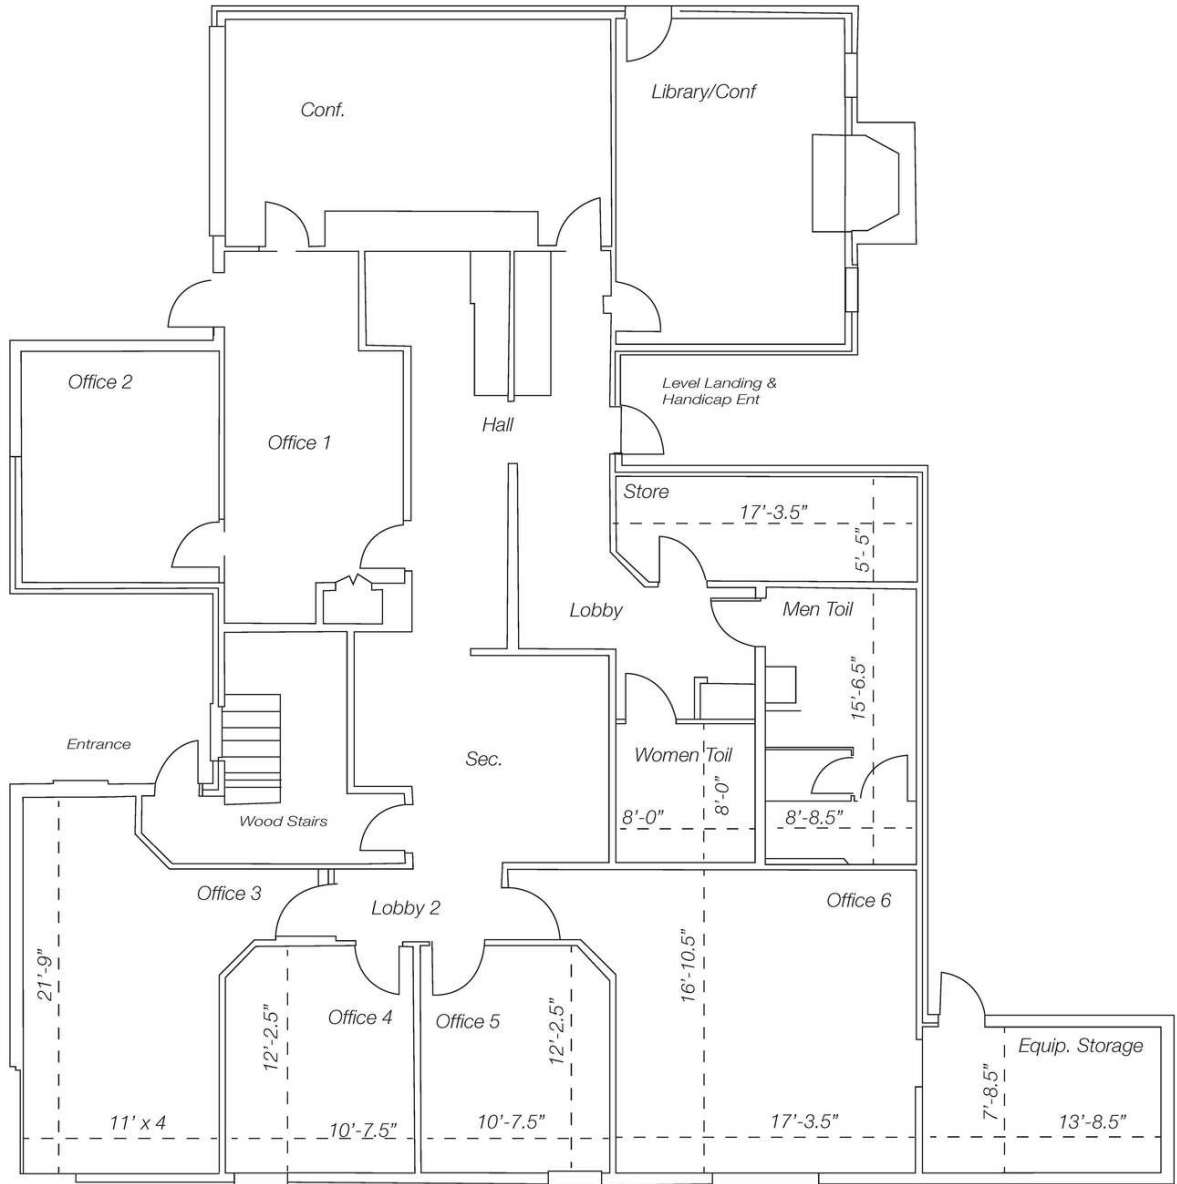 Conf.
Library/Conf
Office 2
Level Landing &
Handicap Ent
Office 1
Hall
Store
17'-3.5"
5'- 5"
Lobby
Men Toil
15'-6.5"
Entrance
Sec.
Women Toil
8'-0"
8'-0"
8'-8.5"
Wood Stairs
Office 3
Lobby 2
Office 6
21'-9"
16'-10.5"
Office 4
Office 5
12'-2.5"
12'-2.5"
Equip. Storage
7'-8.5"
11' x 4
10'-7.5"
10'-7.5"
17'-3.5"
13'-8.5"